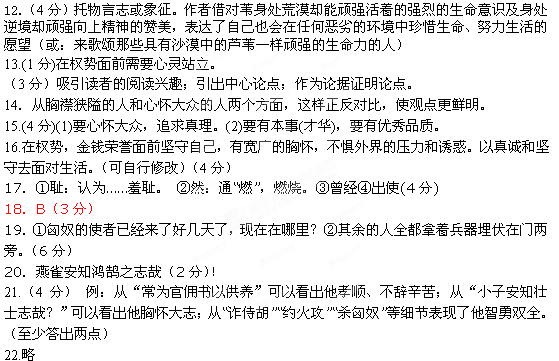 12.（4 分）托物言志或象征。作者借对苇身处荒漠却能顽强活着的强烈的生命意识及身处
逆境却顽强向上精神的赞美，表达了自己也会在任何恶劣的环境中珍惜生命、努力生活的
愿望（或：来歌颂那些具有沙漠中的芦苇一样顽强的生命力的人）
13.(1 分)在权势面前需要心灵站立。
（3 分）吸引读者的阅读兴趣；引出中心论点；作为论据证明论点。
14．从胸襟狭隘的人和心怀大众的人两个方面，这样正反对比，使观点更鲜明。
15.(4 分)(1)要心怀大众，追求真理。(2)要有本事(才华)，要有优秀品质。
16.在权势，金钱荣誉面前坚守自己，有宽广的胸怀，不惧外界的压力和诱惑。以真诚和坚
守去面对生活。（可自行修改）（4 分）
17．①耻：认为……羞耻。 ②然：通“燃”，燃烧。③曾经④出使(4 分)
18．B（3 分）
19．①匈奴的使者已经来了好几天了，现在在哪里？②其余的人全都拿着兵器埋伏在门两
旁。（6 分）
20．燕雀安知鸿鹄之志哉（2 分）！
21.（4 分） 例：从“常为官佣书以供养”可以看出他孝顺、不辞辛苦；从“小子安知壮
士志哉？”可以看出他胸怀大志；从“诈侍胡”“约火攻”“杀匈奴”等细节表现了他智勇双全。
（至少答出两点）
22.略